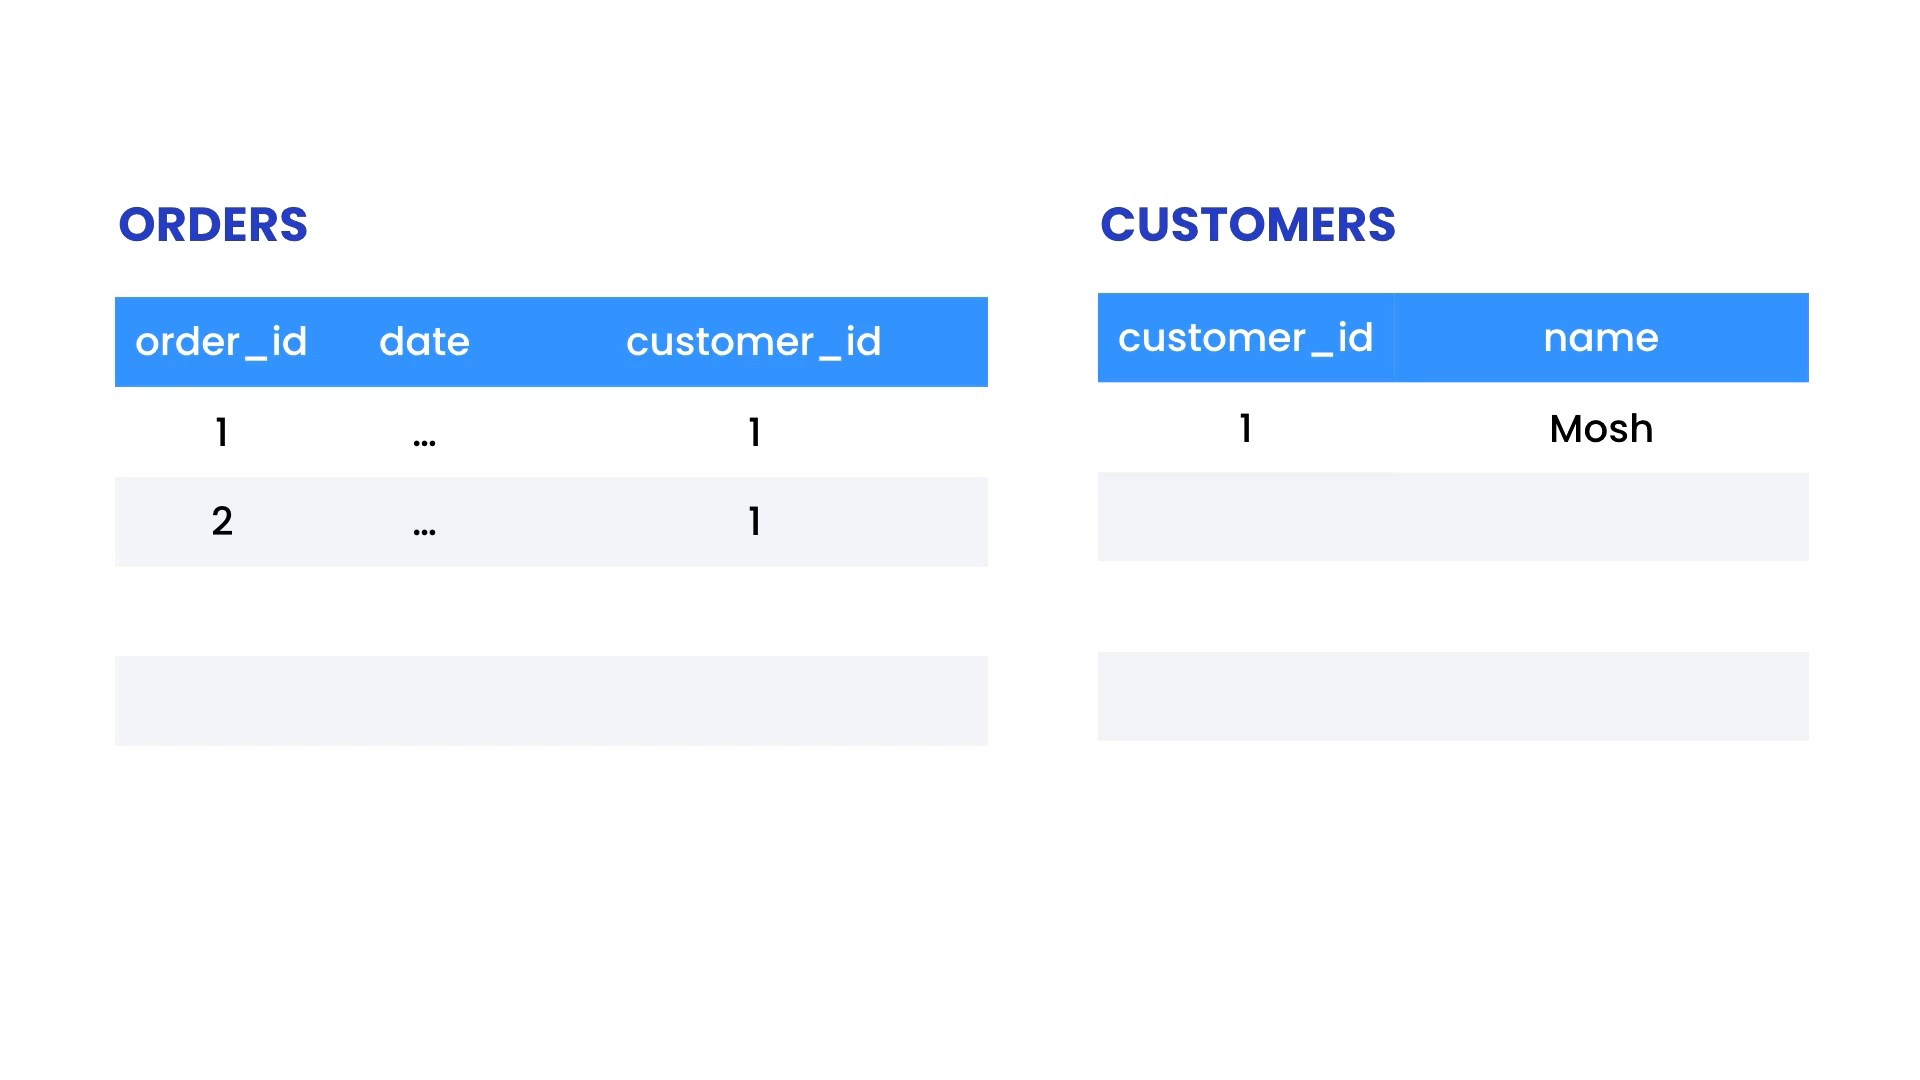 ORDERS
order_id date customer_id
1 ... 1
2 ... 1
CUSTOMERS
customer_id name
1 Mosh